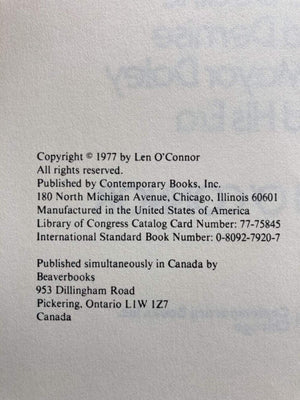 Copyright © 1977 by Len O'Connor
All rights reserved.
Published by Contemporary Books, Inc.
180 North Michigan Avenue, Chicago, Illinois 60601
Manufactured in the United States of America
Library of Congress Catalog Card Number: 77-75845
International Standard Book Number: 0-8092-7920-7
Published simultaneously in Canada by
Beaverbooks
953 Dillingham Road
Pickering, Ontario L1W 1Z7
Canada